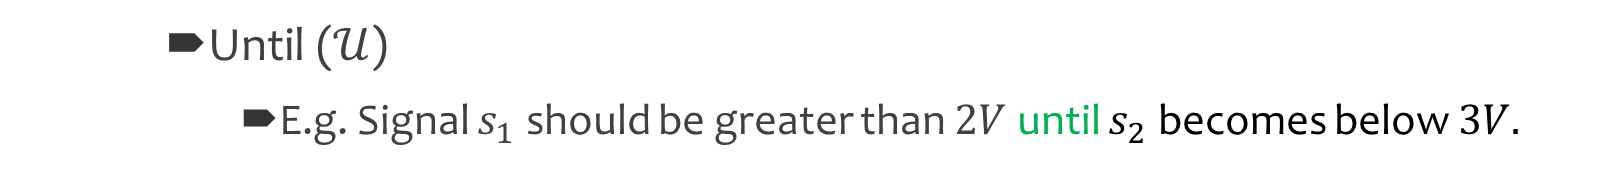 Until (𝒰)
E.g. Signal s₁ should be greater than 2V until s₂ becomes below 3V.